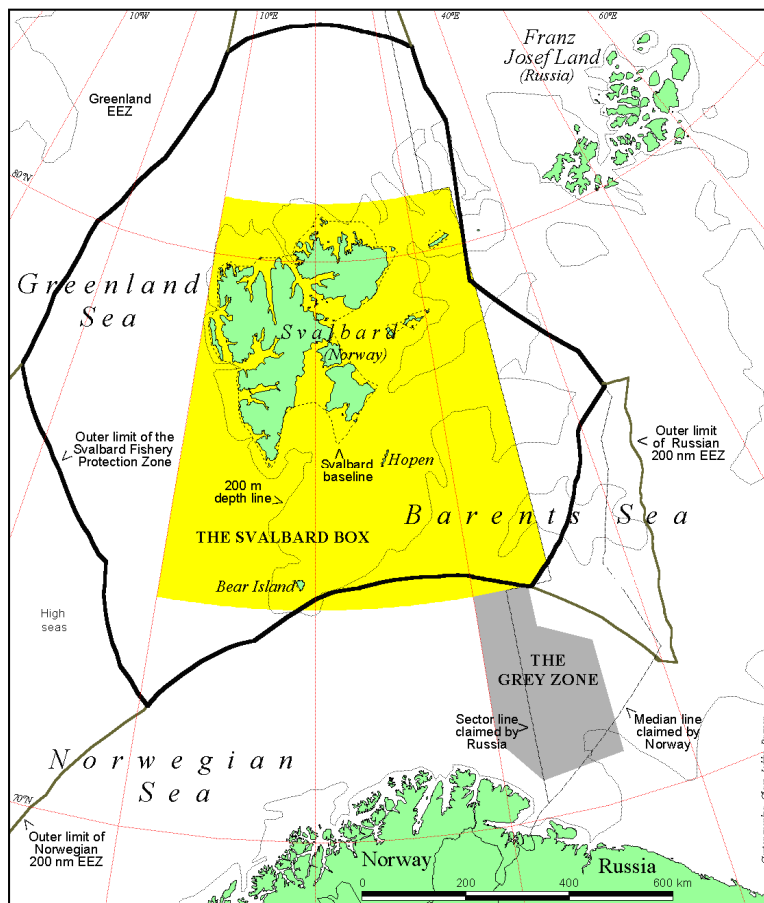 10°W
10°E
40°E
60°E
Franz
Josef Land
(Russia)
Greenland
EEZ
80°N
Greenland
Sea
Svalbard
(Norway)
Outer limit of the
Svalbard Fishery
Protection Zone
Svalbard
baseline
Hopen
200 m
depth line
Outer limit
of Russian
200 nm EEZ
Barents Sea
THE SVALBARD BOX
Bear Island
High
seas
THE
GREY ZONE
Sector line
claimed by
Russia
Median line
claimed by
Norway
Norwegian
Sea
70°N
Outer limit of
Norwegian
200 nm EEZ
Norway
Russia
0 200 400 600 km